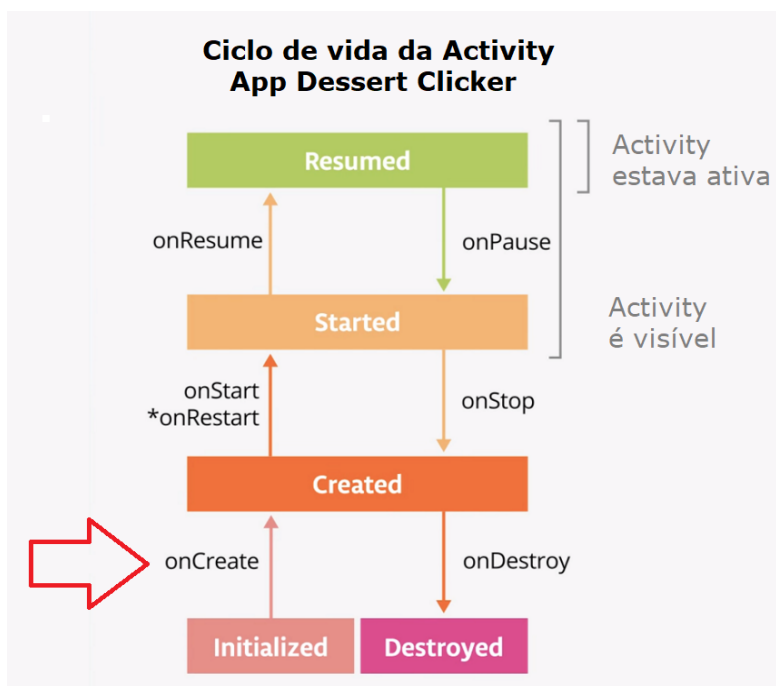 Ciclo de vida da Activity
App Dessert Clicker
Resumed
Activity
estava ativa
onResume
onPause
Started
Activity
é visível
onStart
*onRestart
onStop
Created
onCreate
onDestroy
Initialized
Destroyed